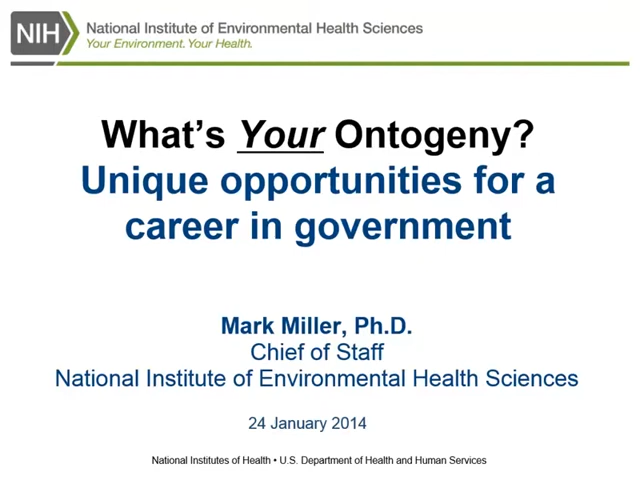 NIH
National Institute of Environmental Health Sciences
Your Environment. Your Health.
What's Your Ontogeny?
Unique opportunities for a
career in government
Mark Miller, Ph.D.
Chief of Staff
National Institute of Environmental Health Sciences
24 January 2014
National Institutes of Health • U.S. Department of Health and Human Services